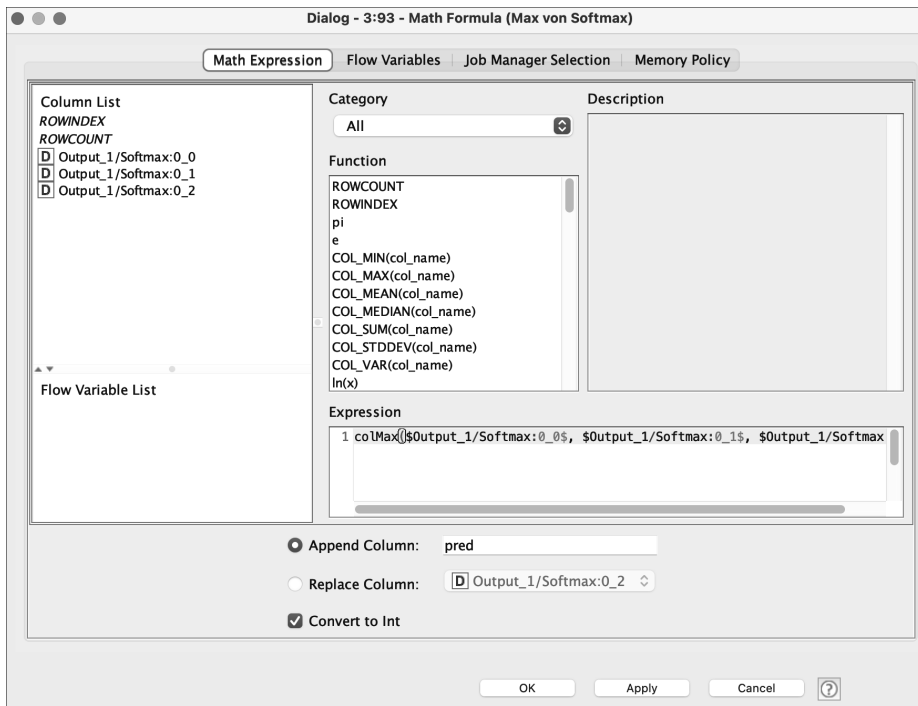 Dialog - 3:93 - Math Formula (Max von Softmax)
Math Expression Flow Variables Job Manager Selection Memory Policy
Column List
ROWINDEX
ROWCOUNT
D Output_1/Softmax:0_0
D Output_1/Softmax:0_1
D Output_1/Softmax:0_2
Flow Variable List
Category
All
Function
ROWCOUNT
ROWINDEX
pi
e
COL_MIN(col_name)
COL_MAX(col_name)
COL_MEAN(col_name)
COL_MEDIAN(col_name)
COL_SUM(col_name)
COL_STDDEV(col_name)
COL_VAR(col_name)
ln(x)
Description
Expression
1 colMax($Output_1/Softmax:0_0$, $Output_1/Softmax:0_1$, $Output_1/Softmax
Append Column: pred
Replace Column: D Output_1/Softmax:0_2
Convert to Int
OK Apply Cancel ?